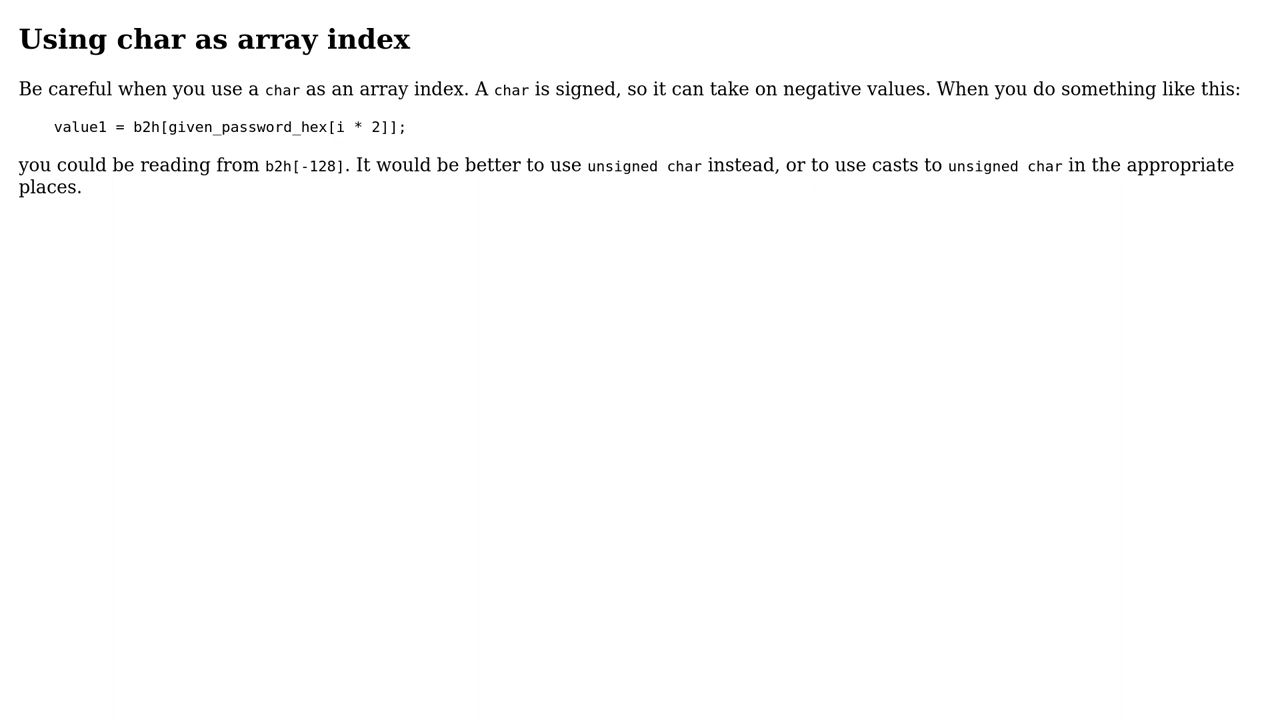 Using char as array index
Be careful when you use a char as an array index. A char is signed, so it can take on negative values. When you do something like this:
value1 = b2h[given_password_hex[i * 2]];
you could be reading from b2h[-128]. It would be better to use unsigned char instead, or to use casts to unsigned char in the appropriate
places.